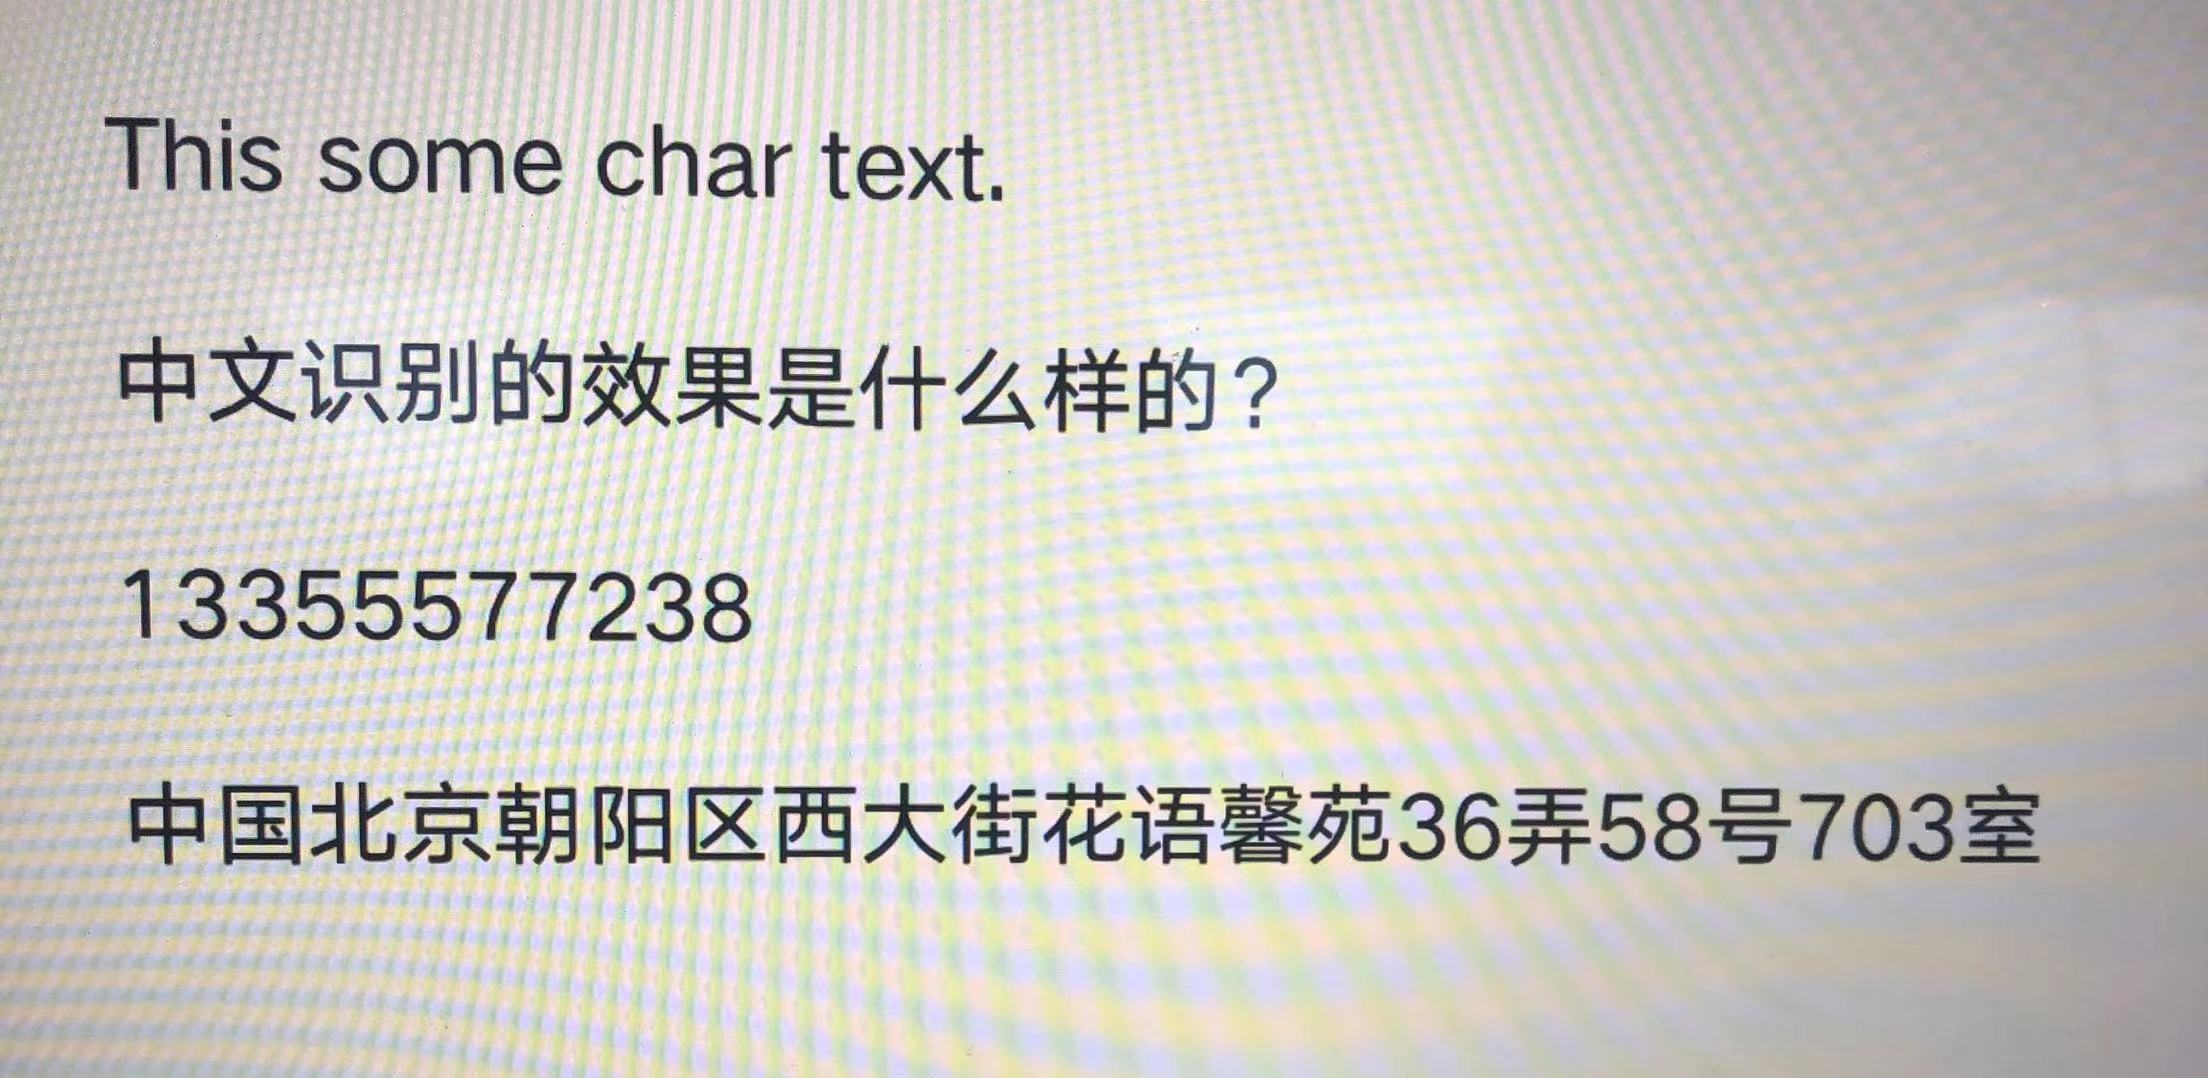 This some char text.
中文识别的效果是什么样的?
13355577238
中国北京朝阳区西大街花语馨苑36弄58号703室